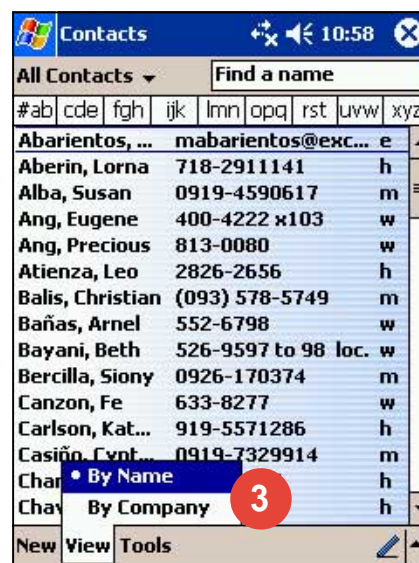 Contacts 10:58
All Contacts Find a name
#ab cde fgh ijk lmn opq rst uvw xyz
Abarientos, ... mabarientos@exc... e
Aberin, Lorna 718-2911141 h
Alba, Susan 0919-4590617 m
Ang, Eugene 400-4222 x103 w
Ang, Precious 813-0080 w
Atienza, Leo 2826-2656 h
Balis, Christian (093) 578-5749 m
Bañas, Arnel 552-6798 w
Bayani, Beth 526-9597 to 98 loc. w
Bercilla, Siony 0926-170374 m
Canzon, Fe 633-8277 w
Carlson, Kat... 919-5571286 h
Casiño, Cynt... 0919-7329914 m
Char h
• By Name
Chav h
By Company
3
New View Tools